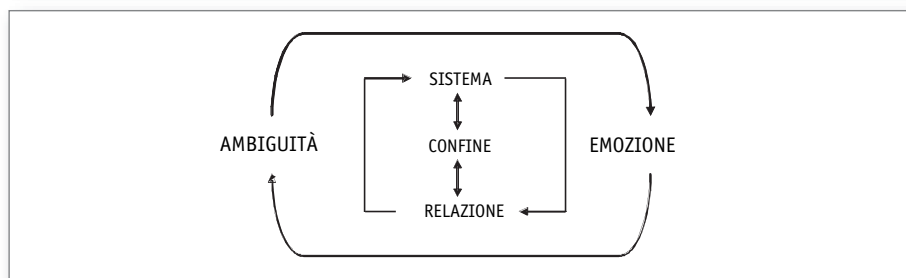 SISTEMA
AMBIGUITÀ CONFINE EMOZIONE
RELAZIONE